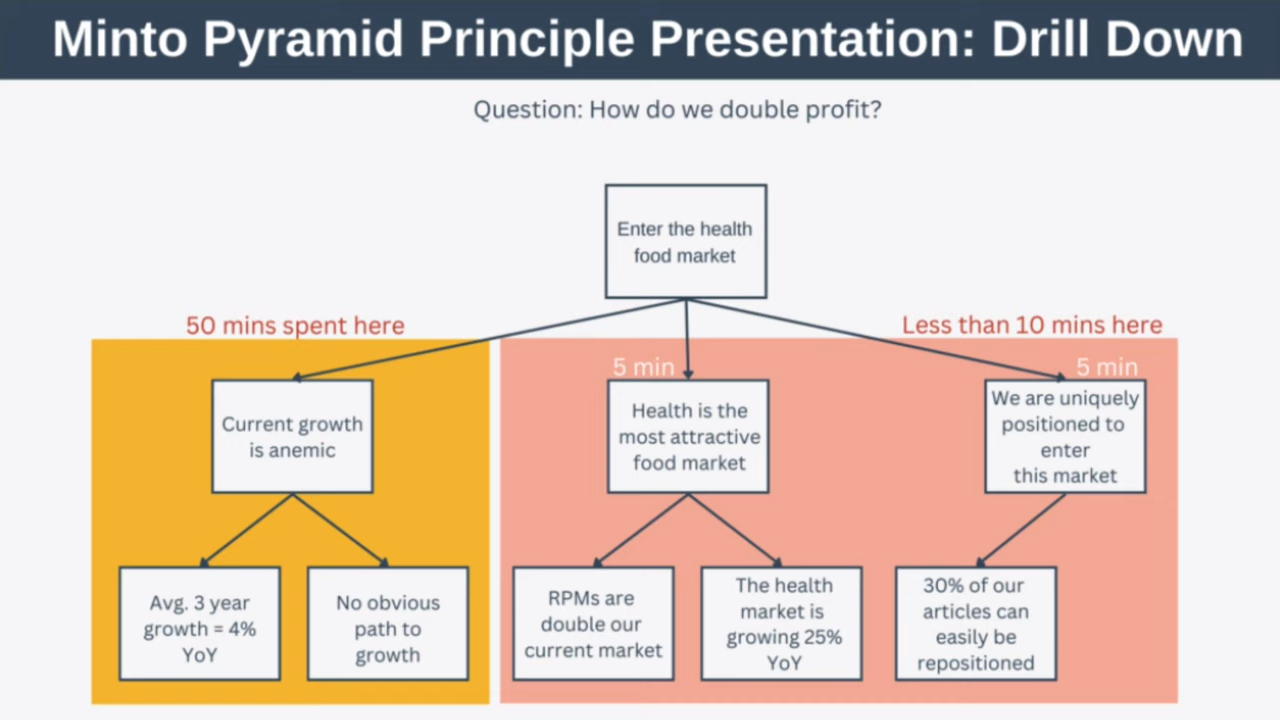 Minto Pyramid Principle Presentation: Drill Down
Question: How do we double profit?
Enter the health
food market
50 mins spent here
Less than 10 mins here
5 min
5 min
Current growth
is anemic
Health is the
most attractive
food market
We are uniquely
positioned to
enter
this market
Avg. 3 year
growth = 4%
YoY
No obvious
path to
growth
RPMs are
double our
current market
The health
market is
growing 25%
YoY
30% of our
articles can
easily be
repositioned